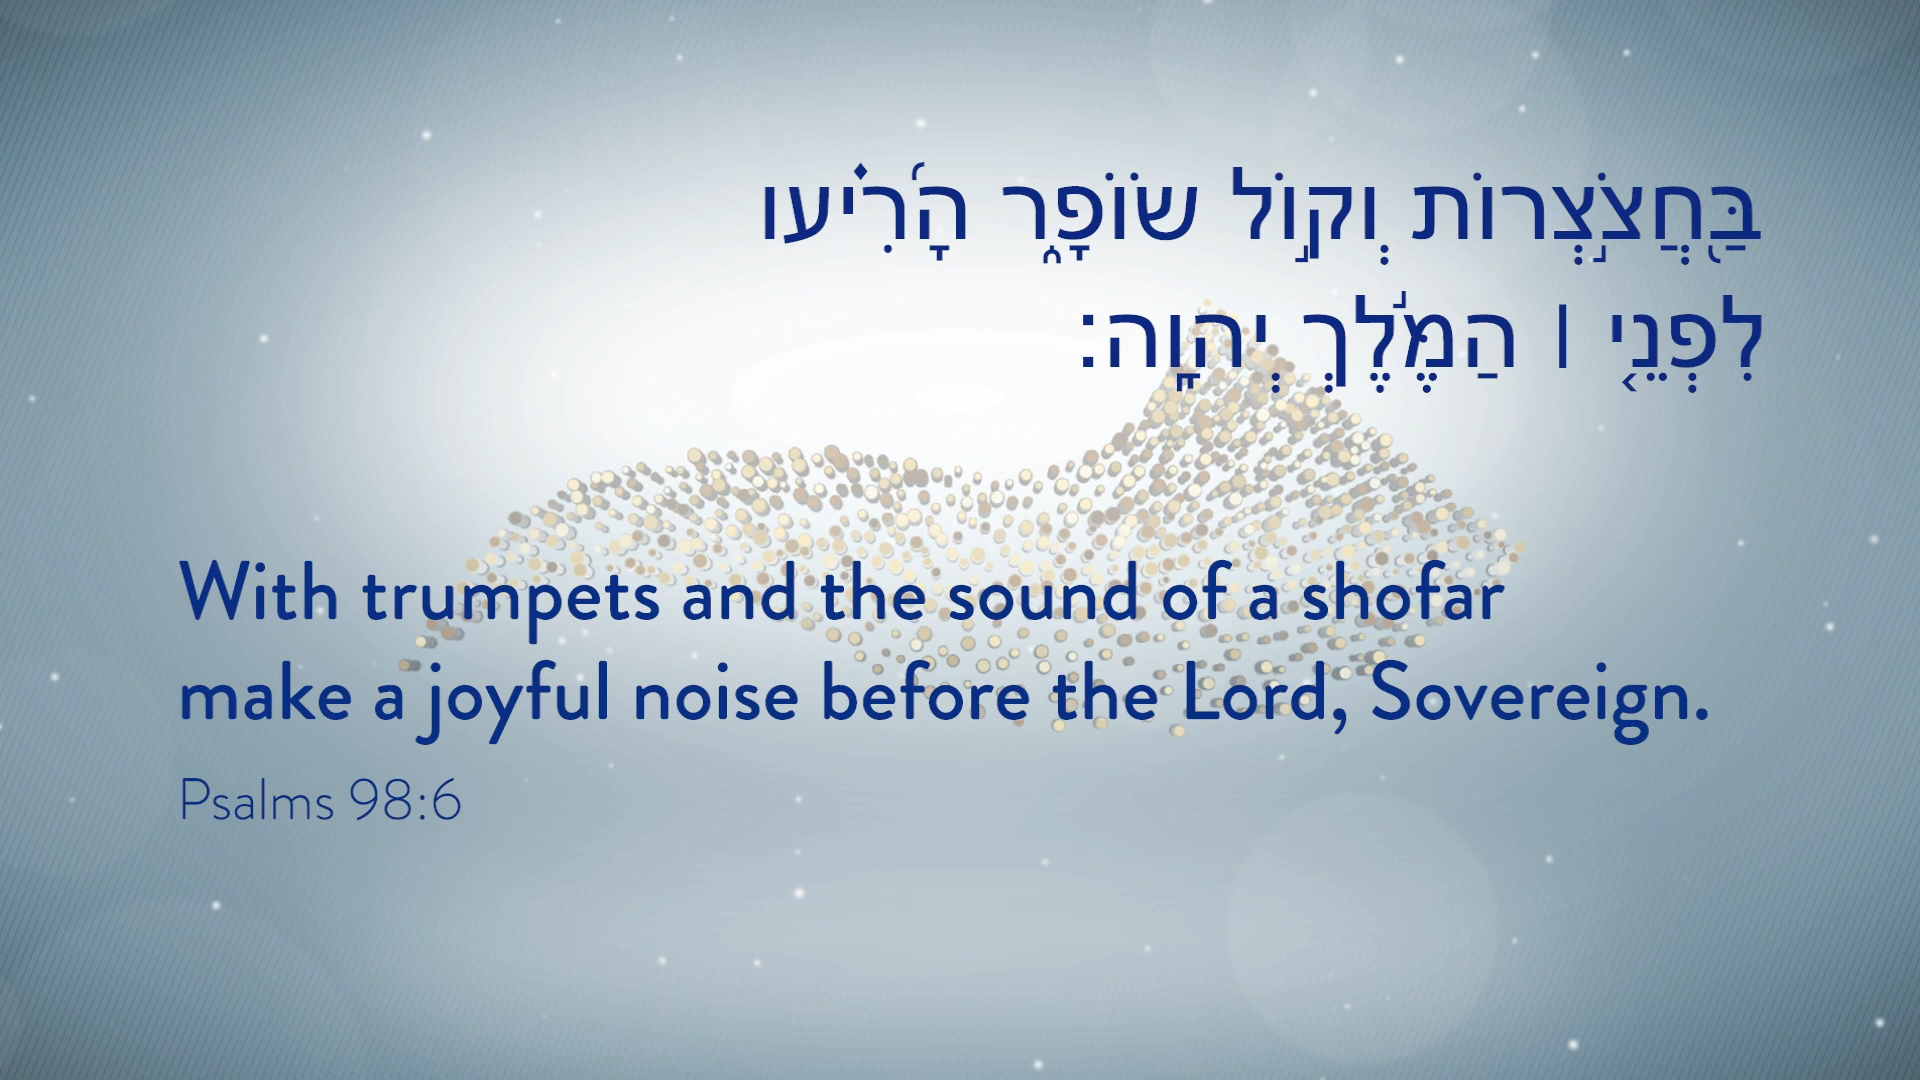 בַּ֖חֲצֹ֣צְרוֹת וְק֣וֹל שׁוֹפָ֑ר הָרִ֥֝יעוּ
לִפְנֵ֤י ׀ הַמֶּ֬לֶךְ יְהוָֽה׃
With trumpets and the sound of a shofar
make a joyful noise before the Lord, Sovereign.
Psalms 98:6